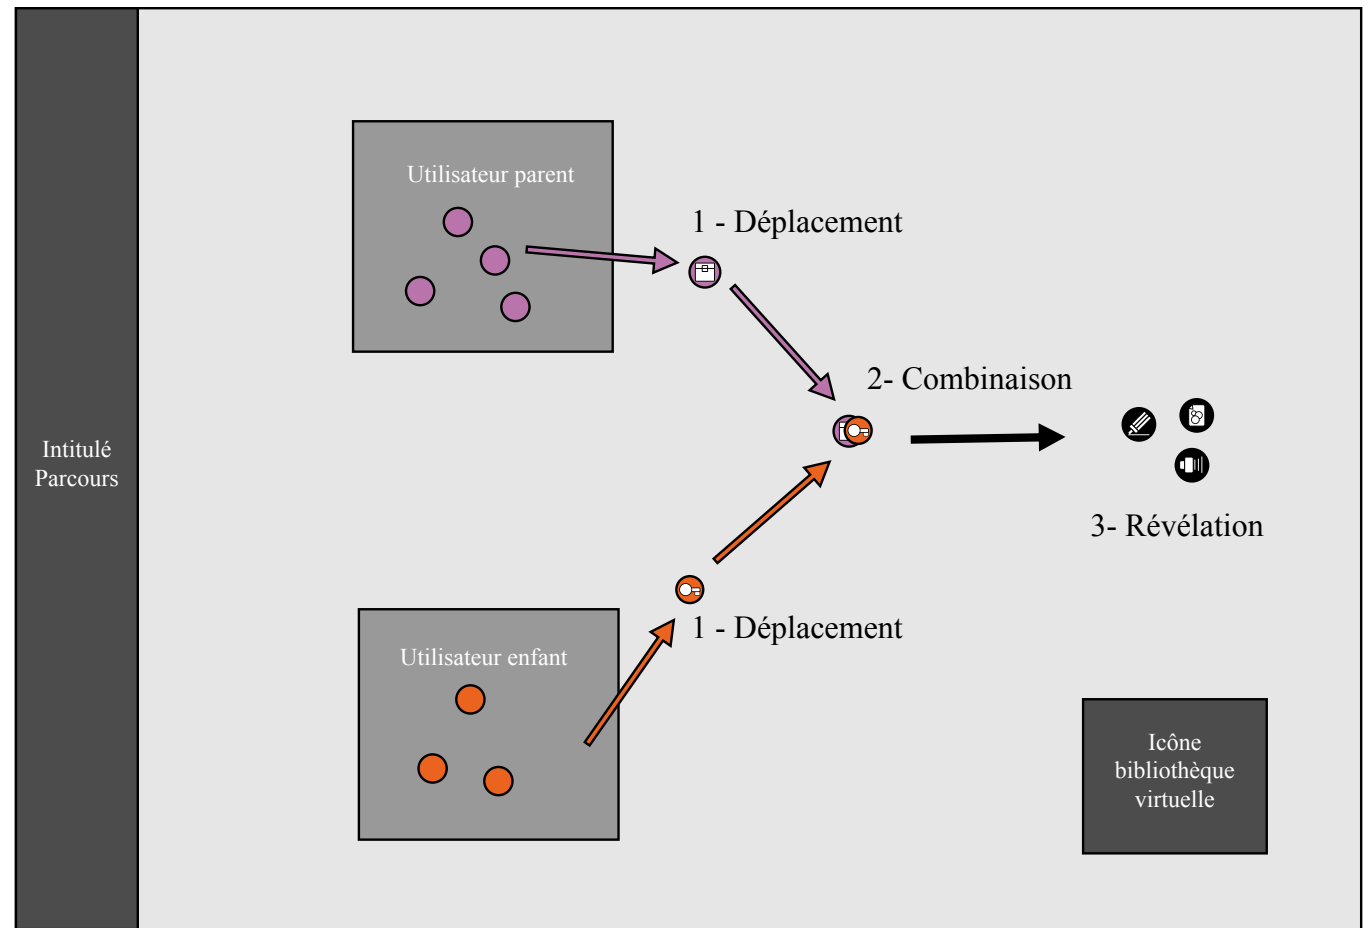 Utilisateur parent
1 - Déplacement
2- Combinaison
Intitulé
Parcours
3- Révélation
1 - Déplacement
Utilisateur enfant
Icône
bibliothèque
virtuelle